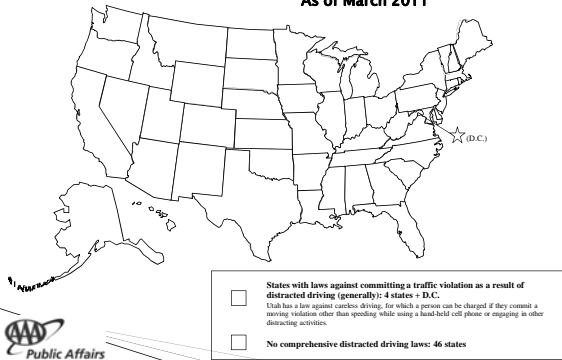 As of March 2011
(D.C.)
States with laws against committing a traffic violation as a result of
distracted driving (generally): 4 states + D.C.
Utah has a law against careless driving, for which a person can be charged if they commit a
moving violation other than speeding while using a hand-held cell phone or engaging in other
distracting activities.
No comprehensive distracted driving laws: 46 states
AAA
Public Affairs